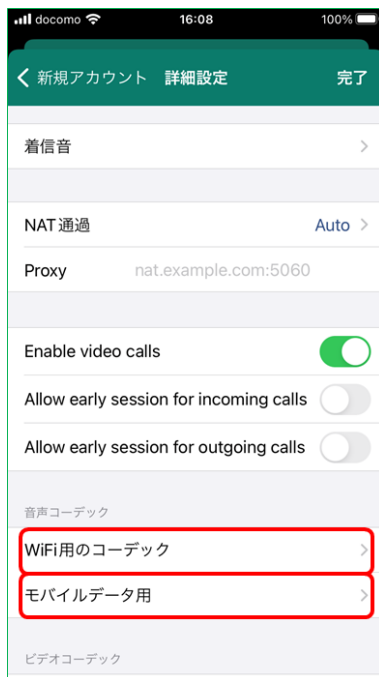 docomo 16:08 100%
新規アカウント 詳細設定 完了
着信音
NAT通過 Auto
Proxy nat.example.com:5060
Enable video calls
Allow early session for incoming calls
Allow early session for outgoing calls
音声コーデック
WiFi用のコーデック
モバイルデータ用
ビデオコーデック